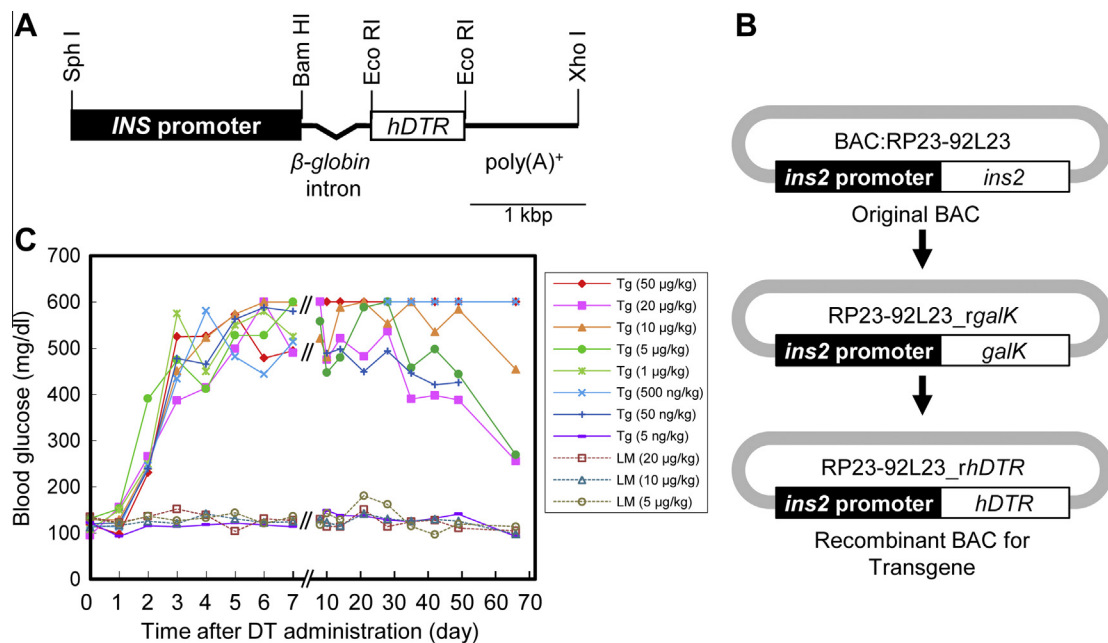 A
Sph I
Bam HI
Eco RI
Eco RI
Xho I
INS promoter
hDTR
β-globin
intron
poly(A)+
1 kbp
B
BAC:RP23-92L23
ins2 promoter
ins2
Original BAC
RP23-92L23_rgalK
ins2 promoter
galK
RP23-92L23_rhDTR
ins2 promoter
hDTR
Recombinant BAC for
Transgene
C
Blood glucose (mg/dl)
700
600
500
400
300
200
100
0
0 1 2 3 4 5 6 7 10 20 30 40 50 60 70
Time after DT administration (day)
Tg (50 µg/kg)
Tg (20 µg/kg)
Tg (10 µg/kg)
Tg (5 µg/kg)
Tg (1 µg/kg)
Tg (500 ng/kg)
Tg (50 ng/kg)
Tg (5 ng/kg)
LM (20 µg/kg)
LM (10 µg/kg)
LM (5 µg/kg)